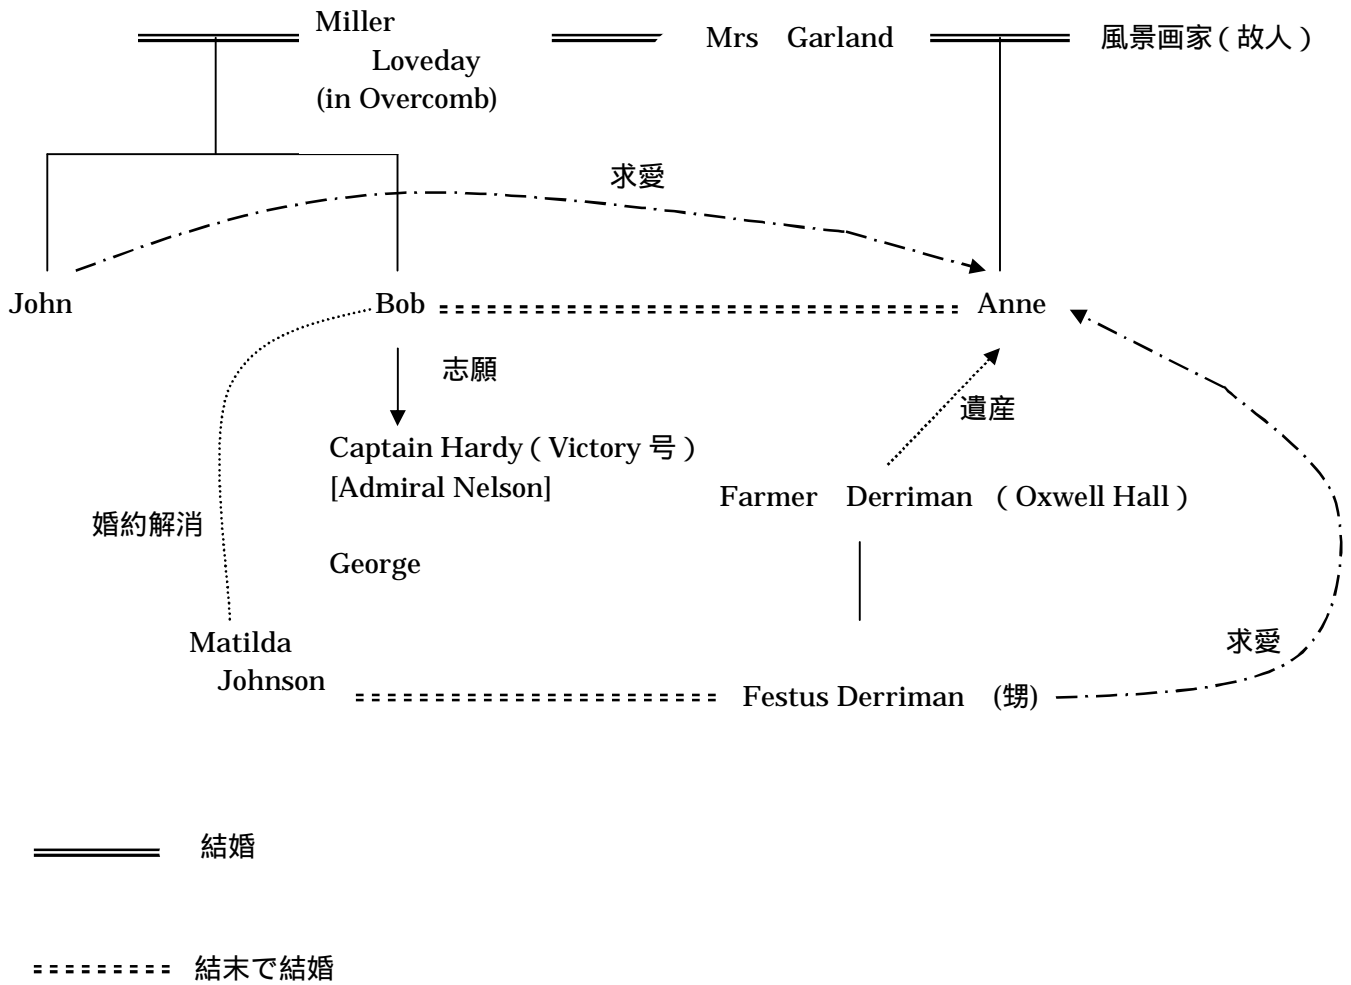 Miller
Loveday
(in Overcomb)
Mrs Garland
風景画家(故人)
求愛
John
Bob
Anne
志願
遺産
Captain Hardy(Victory 号)
[Admiral Nelson]
Farmer Derriman (Oxwell Hall)
婚約解消
George
Matilda
Johnson
求愛
Festus Derriman (甥)
結婚
結末で結婚